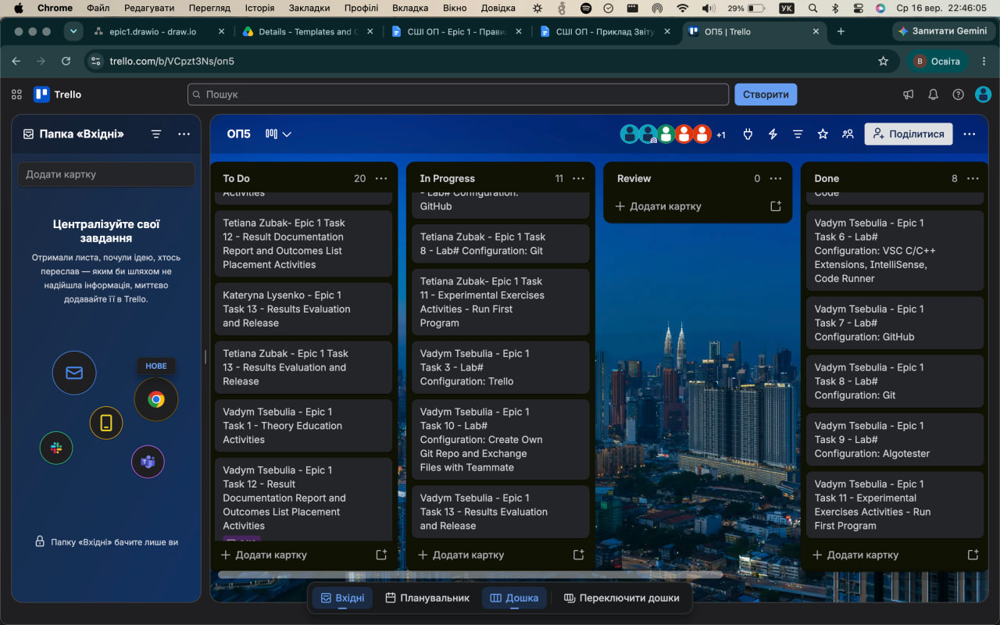 Chrome Файл Редагувати Перегляд Історія Закладки Профілі Вкладка Вікно Довідка 29% УК Ср 16 вер. 22:46:05
epic1.drawio - draw.io Details - Templates and СШІ ОП - Epic 1 - Прави СШІ ОП - Приклад Звіту ОП5 | Trello Запитати Gemini
trello.com/b/VCpzt3Ns/оп5 В Освіта
Trello Пошук Створити
Папка «Вхідні»
Додати картку
Централізуйте свої
завдання
Отримали листа, почули ідею, хтось
переслав — яким би шляхом не
надійшла інформація, миттєво
додавайте її в Trello.
НОВЕ
Папку «Вхідні» бачите лише ви
ОП5 +1 Поділитися
To Do 20
Activities
Tetiana Zubak- Epic 1 Task
12 - Result Documentation
Report and Outcomes List
Placement Activities
Kateryna Lysenko - Epic 1
Task 13 - Results Evaluation
and Release
Tetiana Zubak - Epic 1 Task
13 - Results Evaluation and
Release
Vadym Tsebulia - Epic 1
Task 1 - Theory Education
Activities
Vadym Tsebulia - Epic 1
Task 12 - Result
Documentation Report and
Outcomes List Placement
Activities
Додати картку
In Progress 11
- Lab# Configuration:
GitHub
Tetiana Zubak - Epic 1 Task
8 - Lab# Configuration: Git
Tetiana Zubak- Epic 1 Task
11 - Experimental Exercises
Activities - Run First
Program
Vadym Tsebulia - Epic 1
Task 3 - Lab#
Configuration: Trello
Vadym Tsebulia - Epic 1
Task 10 - Lab#
Configuration: Create Own
Git Repo and Exchange
Files with Teammate
Vadym Tsebulia - Epic 1
Task 13 - Results Evaluation
and Release
Додати картку
Review 0
Додати картку
Done 8
Code
Vadym Tsebulia - Epic 1
Task 6 - Lab#
Configuration: VSC C/C++
Extensions, IntelliSense,
Code Runner
Vadym Tsebulia - Epic 1
Task 7 - Lab#
Configuration: GitHub
Vadym Tsebulia - Epic 1
Task 8 - Lab#
Configuration: Git
Vadym Tsebulia - Epic 1
Task 9 - Lab#
Configuration: Algotester
Vadym Tsebulia - Epic 1
Task 11 - Experimental
Exercises Activities - Run
First Program
Додати картку
Вхідні Планувальник Дошка Переключити дошки